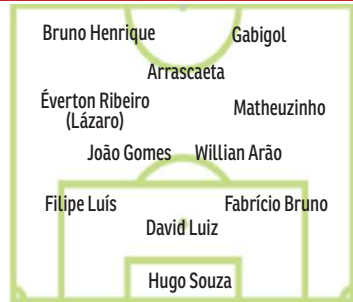 Bruno Henrique
Gabigol
Arrascaeta
Éverton Ribeiro
(Lázaro)
Matheuzinho
João Gomes
Willian Arão
Filipe Luís
Fabrício Bruno
David Luiz
Hugo Souza